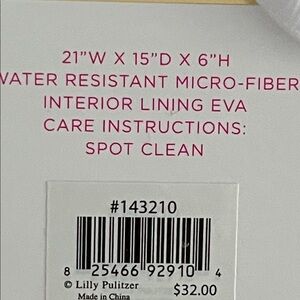 21"W X 15"D X 6"H
WATER RESISTANT MICRO-FIBER
INTERIOR LINING EVA
CARE INSTRUCTIONS:
SPOT CLEAN
#143210
8 25466 92910 4
© Lilly Pulitzer
$32.00
Made in China